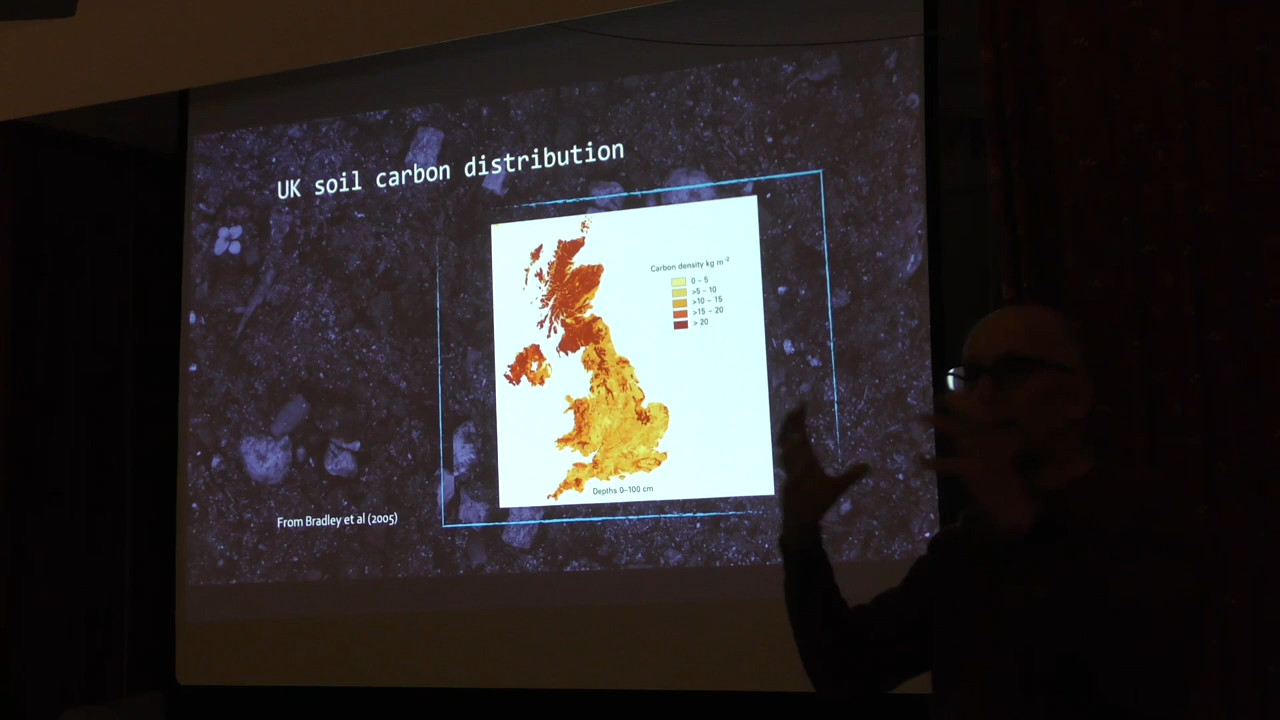 UK soil carbon distribution
Carbon density kg m⁻²
0 – 5
>5 – 10
>10 – 15
>15 – 20
> 20
Depths 0–100 cm
From Bradley et al (2005)